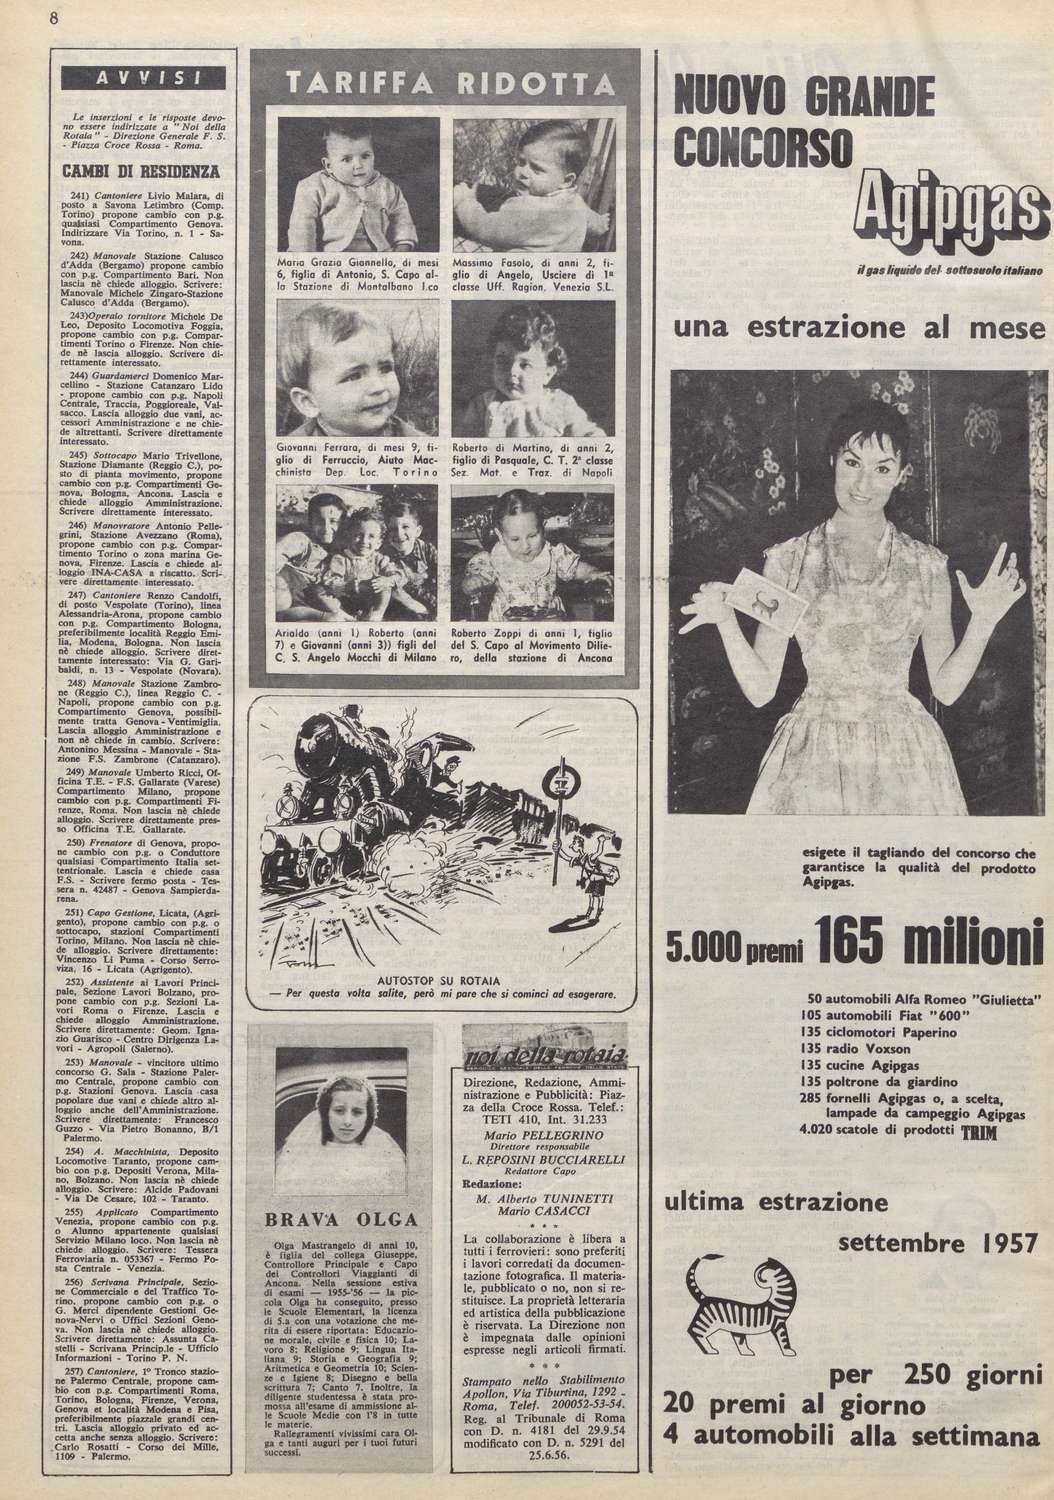 8
AVVISI
Le inserzioni e le risposte devo-
no essere indirizzate a "Noi della
Rotaia" - Direzione Generale F. S.
- Piazza Croce Rossa - Roma.
CAMBI DI RESIDENZA
241) Cantoniere Livio Malara, di
posto a Savona Letimbro (Comp.
Torino) propone cambio con p.g.
qualsiasi Compartimento Genova.
Indirizzare Via Torino, n. 1 - Sa-
vona.
242) Manovale Stazione Calusco
d'Adda (Bergamo) propone cambio
con p.g. Compartimento Bari. Non
lascia nè chiede alloggio. Scrivere:
Manovale Michele Zingaro-Stazione
Calusco d'Adda (Bergamo).
243)Operaio tornitore Michele De
Leo, Deposito Locomotiva Foggia,
propone cambio con p.g. Compar-
timenti Torino o Firenze. Non chie-
de nè lascia alloggio. Scrivere di-
rettamente interessato.
244) Guardamerci Domenico Mar-
cellino - Stazione Catanzaro Lido
- propone cambio con p.g. Napoli
Centrale, Traccia, Poggioreale, Val-
sacco. Lascia alloggio due vani, ac-
cessori Amministrazione e ne chie-
de altrettanti. Scrivere direttamente
interessato.
245) Sottocapo Mario Trivellone,
Stazione Diamante (Reggio C.), po-
sto di pianta movimento, propone
cambio con p.g. Compartimenti Ge-
nova, Bologna, Ancona. Lascia e
chiede alloggio Amministrazione.
Scrivere direttamente interessato.
246) Manovratore Antonio Pelle-
grini, Stazione Avezzano (Roma),
propone cambio con p.g. Compar-
timento Torino o zona marina Ge-
nova, Firenze. Lascia e chiede al-
loggio INA-CASA a riscatto. Scri-
vere direttamente interessato.
247) Cantoniere Renzo Candolfi,
di posto Vespolate (Torino), linea
Alessandria-Arona, propone cambio
con p.g. Compartimento Bologna,
preferibilmente località Reggio Emi-
lia, Modena, Bologna. Non lascia
nè chiede alloggio. Scrivere diret-
tamente interessato: Via G. Gari-
baldi, n. 13 - Vespolate (Novara).
248) Manovale Stazione Zambro-
ne (Reggio C.), linea Reggio C. -
Napoli, propone cambio con p.g.
Compartimento Genova, possibil-
mente tratta Genova - Ventimiglia.
Lascia alloggio Amministrazione e
non nè chiede in cambio. Scrivere:
Antonino Messina - Manovale - Sta-
zione F.S. Zambrone (Catanzaro).
249) Manovale Umberto Ricci, Of-
ficina T.E. - F.S. Gallarate (Varese)
Compartimento Milano, propone
cambio con p.g. Compartimenti Fi-
renze, Roma. Non lascia nè chiede
alloggio. Scrivere direttamente pres-
so Officina T.E. Gallarate.
250) Frenatore di Genova, propo-
ne cambio con p.g. o Conduttore
qualsiasi Compartimento Italia set-
tentrionale. Lascia e chiede casa
F.S. - Scrivere fermo posta - Tes-
sera n. 42487 - Genova Sampierda-
rena.
251) Capo Gestione, Licata, (Agri-
gento), propone cambio con p.g. o
sottocapo, stazioni Compartimenti
Torino, Milano. Non lascia nè chie-
de alloggio. Scrivere direttamente:
Vincenzo Li Puma - Corso Serro-
viza, 16 - Licata (Agrigento).
252) Assistente ai Lavori Princi-
pale, Sezione Lavori Bolzano, pro-
pone cambio con p.g. Sezioni La-
vori Roma o Firenze. Lascia e
chiede alloggio Amministrazione.
Scrivere direttamente: Geom. Igna-
zio Guarisco - Centro Dirigenza La-
vori - Agropoli (Salerno).
253) Manovale - vincitore ultimo
concorso G. Sala - Stazione Paler-
mo Centrale, propone cambio con
p.g. Stazioni Genova. Lascia casa
popolare due vani e chiede altro al-
loggio anche dell'Amministrazione.
Scrivere direttamente: Francesco
Guzzo - Via Pietro Bonanno, B/1
Palermo.
254) A. Macchinista, Deposito
Locomotive Taranto, propone cam-
bio con p.g. Depositi Verona, Mila-
no, Bolzano. Non lascia nè chiede
alloggio. Scrivere: Alcide Padovani
- Via De Cesare, 102 - Taranto.
255) Applicato Compartimento
Venezia, propone cambio con p.g.
o Alunno appartenente qualsiasi
Servizio Milano loco. Non lascia nè
chiede alloggio. Scrivere: Tessera
Ferroviaria n. 053367 - Fermo Po-
sta Centrale - Venezia.
256) Scrivana Principale, Sezio-
ne Commerciale e del Traffico To-
rino, propone cambio con p.g. o
G. Merci dipendente Gestioni Ge-
nova-Nervi o Uffici Sezioni Geno-
va. Non lascia nè chiede alloggio.
Scrivere direttamente: Assunta Ca-
stelli - Scrivana Princip.le - Ufficio
Informazioni - Torino P. N.
257) Cantoniere, 1º Tronco stazio-
ne Palermo Centrale, propone cam-
bio con p.g. Compartimenti Roma,
Torino, Bologna, Firenze, Verona,
Genova et località Modena e Pisa,
preferibilmente piazzale grandi cen-
tri. Lascia alloggio privato ed ac-
cetta anche senza alloggio. Scrivere:
Carlo Rosatti - Corso dei Mille,
1109 - Palermo.
TARIFFA RIDOTTA
Maria Grazia Giannello, di mesi
6, figlia di Antonio, S. Capo al-
la Stazione di Montalbano I.co
Massimo Fasolo, di anni 2, fi-
glio di Angelo, Usciere di 1ª
classe Uff. Ragion. Venezia S.L.
Giovanni Ferrara, di mesi 9, fi-
glio di Ferruccio, Aiuto Mac-
chinista Dep. Loc. Torino
Roberto di Martino, di anni 2,
figlio di Pasquale, C. T. 2ª classe
Sez. Mat. e Traz. di Napoli
Arialdo (anni 1) Roberto (anni
7) e Giovanni (anni 3)) figli del
C. S. Angelo Mocchi di Milano
Roberto Zoppi di anni 1, figlio
del S. Capo al Movimento Dilie-
ro, della stazione di Ancona
AUTOSTOP SU ROTAIA
— Per questa volta salite, però mi pare che si cominci ad esagerare.
BRAVA OLGA
Olga Mastrangelo di anni 10,
è figlia del collega Giuseppe,
Controllore Principale e Capo
dei Controllori Viaggianti di
Ancona. Nella sessione estiva
di esami — 1955-'56 — la pic-
cola Olga ha conseguito, presso
le Scuole Elementari, la licenza
di 5.a con una votazione che me-
rita di essere riportata: Educazio-
ne morale, civile e fisica 10; La-
voro 8; Religione 9; Lingua Ita-
liana 9; Storia e Geografia 9;
Aritmetica e Geometria 10; Scien-
ze e Igiene 8; Disegno e bella
scrittura 7; Canto 7. Inoltre, la
diligente studentessa è stata pro-
mossa all'esame di ammissione al-
le Scuole Medie con l'8 in tutte
le materie.
Rallegramenti vivissimi cara Ol-
ga e tanti auguri per i tuoi futuri
successi.
noi della rotaia
Direzione, Redazione, Ammi-
nistrazione e Pubblicità: Piaz-
za della Croce Rossa. Telef.:
TETI 410, Int. 31.233
Mario PELLEGRINO
Direttore responsabile
L. REPOSINI BUCCIARELLI
Redattore Capo
Redazione:
M. Alberto TUNINETTI
Mario CASACCI
* * *
La collaborazione è libera a
tutti i ferrovieri: sono preferiti
i lavori corredati da documen-
tazione fotografica. Il materia-
le, pubblicato o no, non si re-
stituisce. La proprietà letteraria
ed artistica della pubblicazione
è riservata. La Direzione non
è impegnata dalle opinioni
espresse negli articoli firmati.
* * *
Stampato nello Stabilimento
Apollon, Via Tiburtina, 1292 -
Roma, Telef. 200052-53-54.
Reg. al Tribunale di Roma
con D. n. 4181 del 29.9.54
modificato con D. n. 5291 del
25.6.56.
NUOVO GRANDE
CONCORSO
Agipgas
il gas liquido del sottosuolo italiano
una estrazione al mese
esigete il tagliando del concorso che
garantisce la qualità del prodotto
Agipgas.
5.000 premi 165 milioni
50 automobili Alfa Romeo "Giulietta"
105 automobili Fiat "600"
135 ciclomotori Paperino
135 radio Voxson
135 cucine Agipgas
135 poltrone da giardino
285 fornelli Agipgas o, a scelta,
lampade da campeggio Agipgas
4.020 scatole di prodotti TRIM
ultima estrazione
settembre 1957
per 250 giorni
20 premi al giorno
4 automobili alla settimana